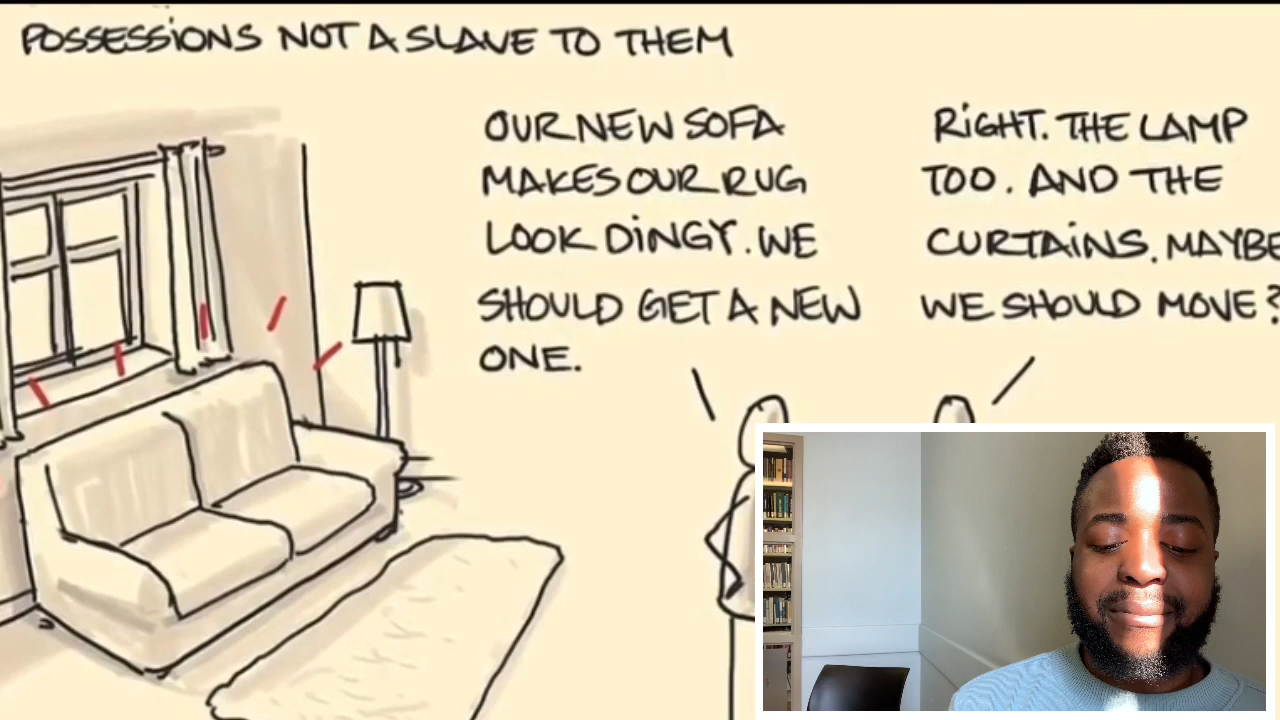 POSSESSIONS NOT A SLAVE TO THEM
OUR NEW SOFA
MAKES OUR RUG
LOOK DINGY. WE
SHOULD GET A NEW
ONE.
RIGHT. THE LAMP
TOO. AND THE
CURTAINS. MAYBE
WE SHOULD MOVE?